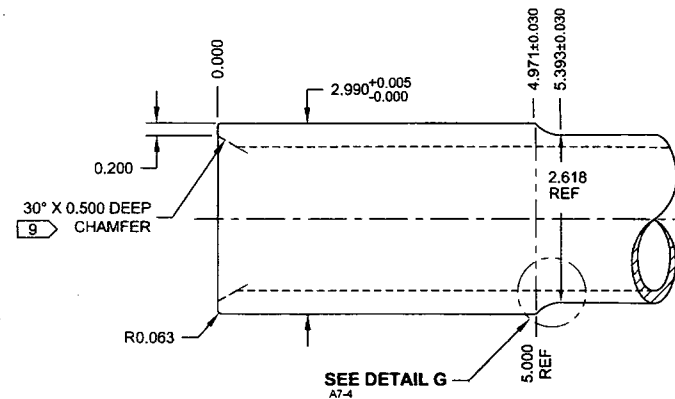 0.000
4.971±0.030
5.393±0.030
2.990+0.005
-0.000
0.200
2.618
REF
30° X 0.500 DEEP
9 CHAMFER
R0.063
5.000
REF
SEE DETAIL G
A7-4